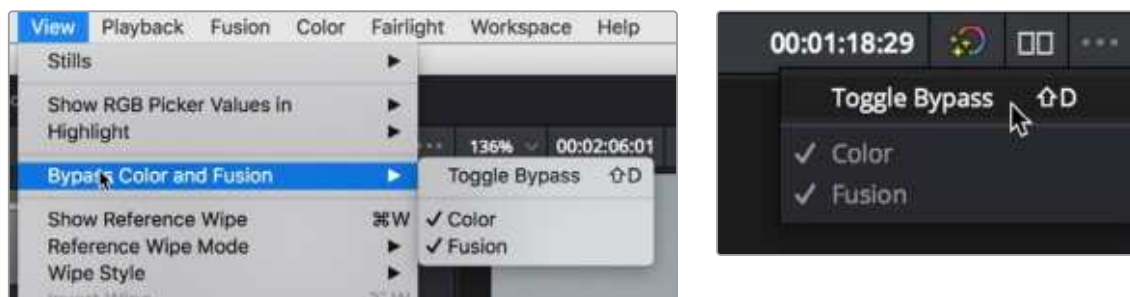 View Playback Fusion Color Fairlight Workspace Help
Stills
Show RGB Picker Values in
Highlight
136% 00:02:06:01
Bypass Color and Fusion
Toggle Bypass ⇧D
Show Reference Wipe ⌘W
✓ Color
Reference Wipe Mode
✓ Fusion
Wipe Style
00:01:18:29
Toggle Bypass ⇧D
✓ Color
✓ Fusion